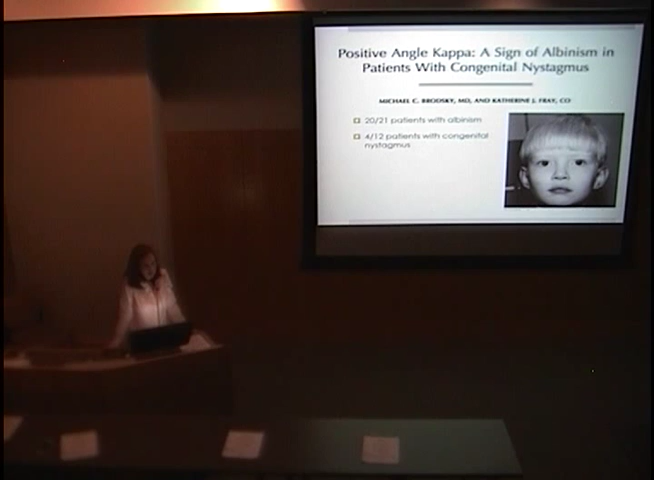 Positive Angle Kappa: A Sign of Albinism in
Patients With Congenital Nystagmus
MICHAEL C. BRODSKY, MD, AND KATHERINE J. FRAY, CO
20/21 patients with albinism
4/12 patients with congenital
nystagmus